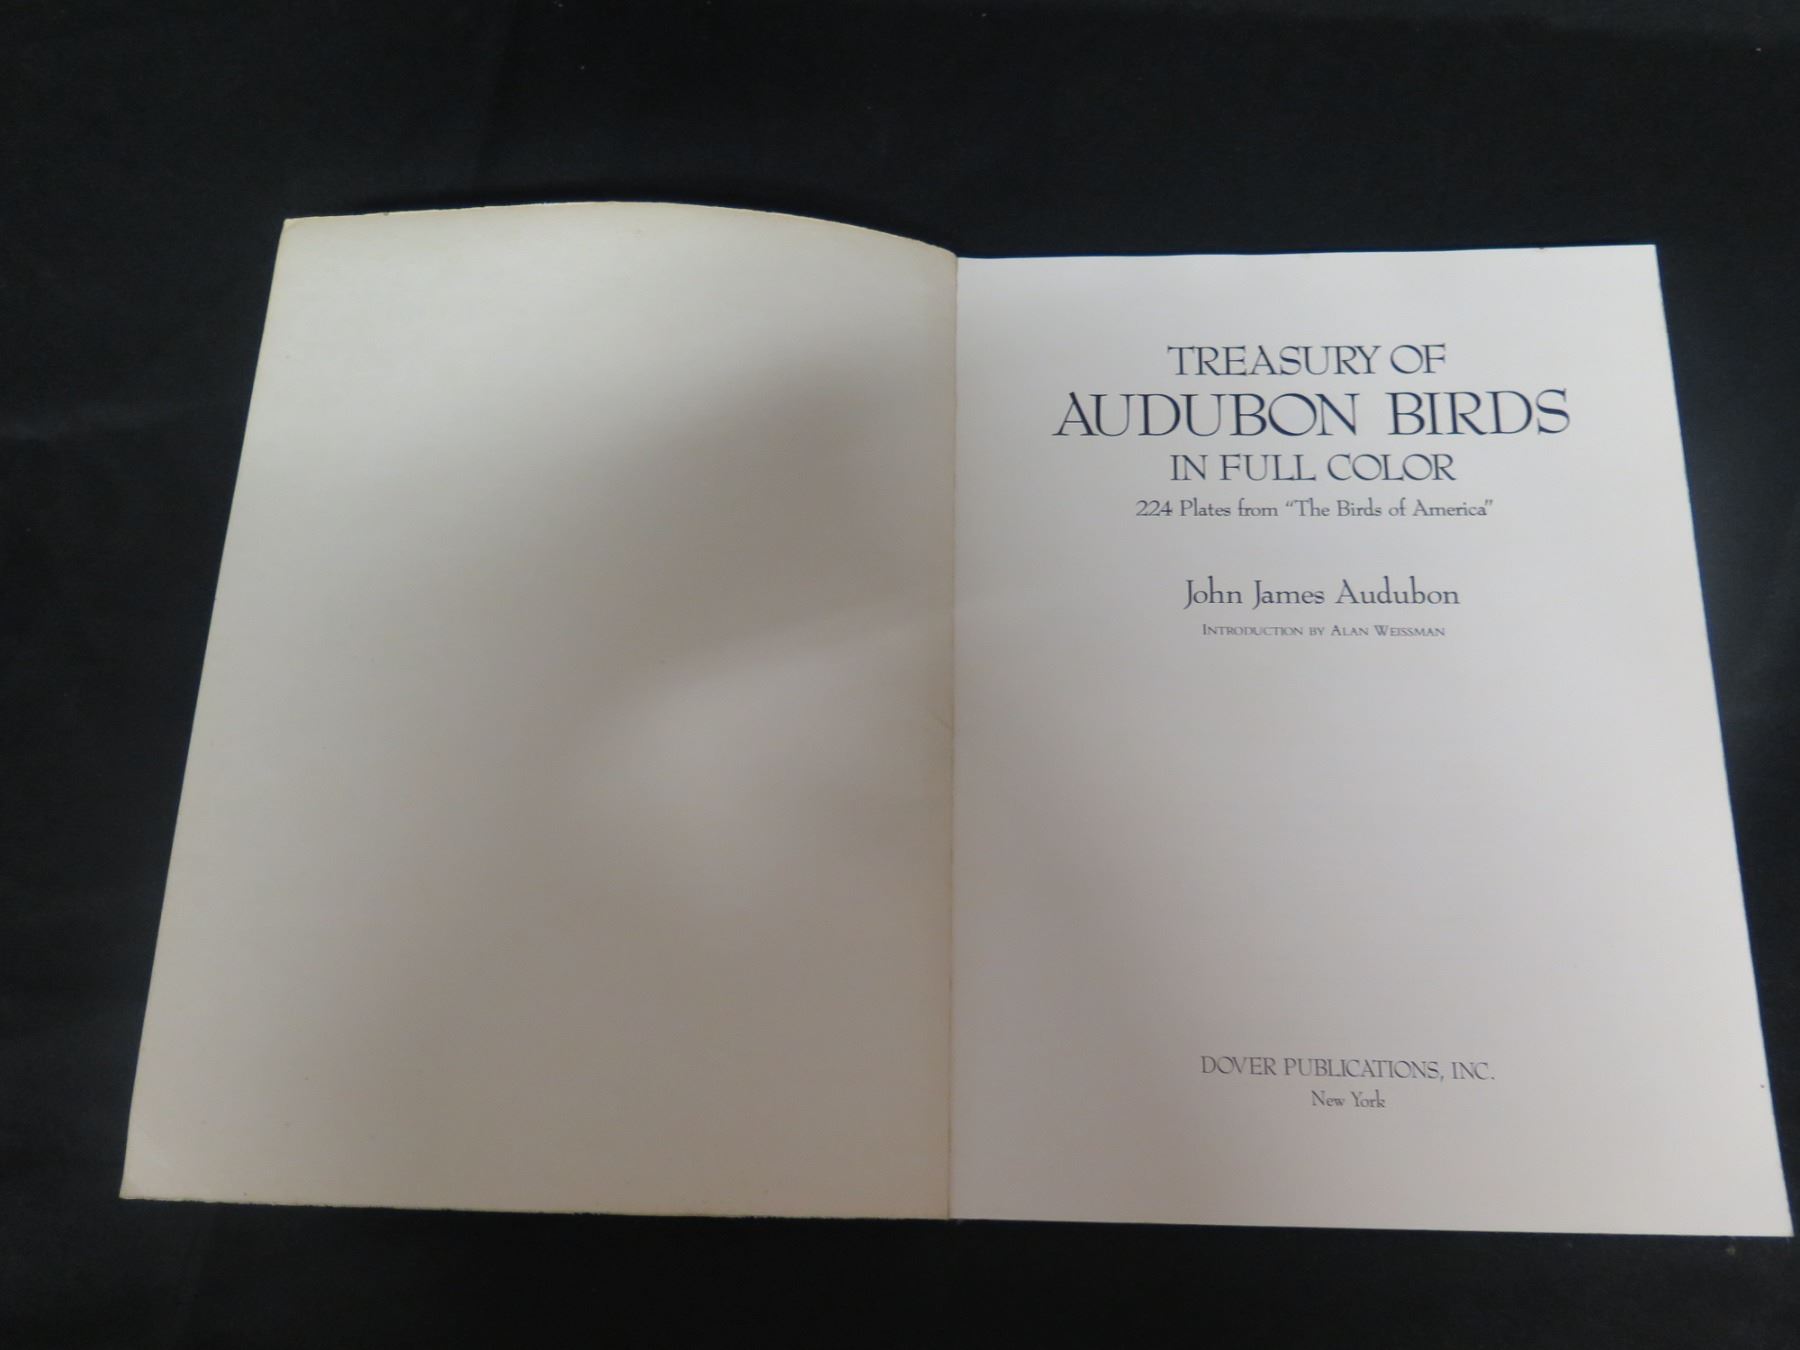 TREASURY OF
AUDUBON BIRDS
IN FULL COLOR
224 Plates from “The Birds of America”
John James Audubon
INTRODUCTION BY ALAN WEISSMAN
DOVER PUBLICATIONS, INC.
New York